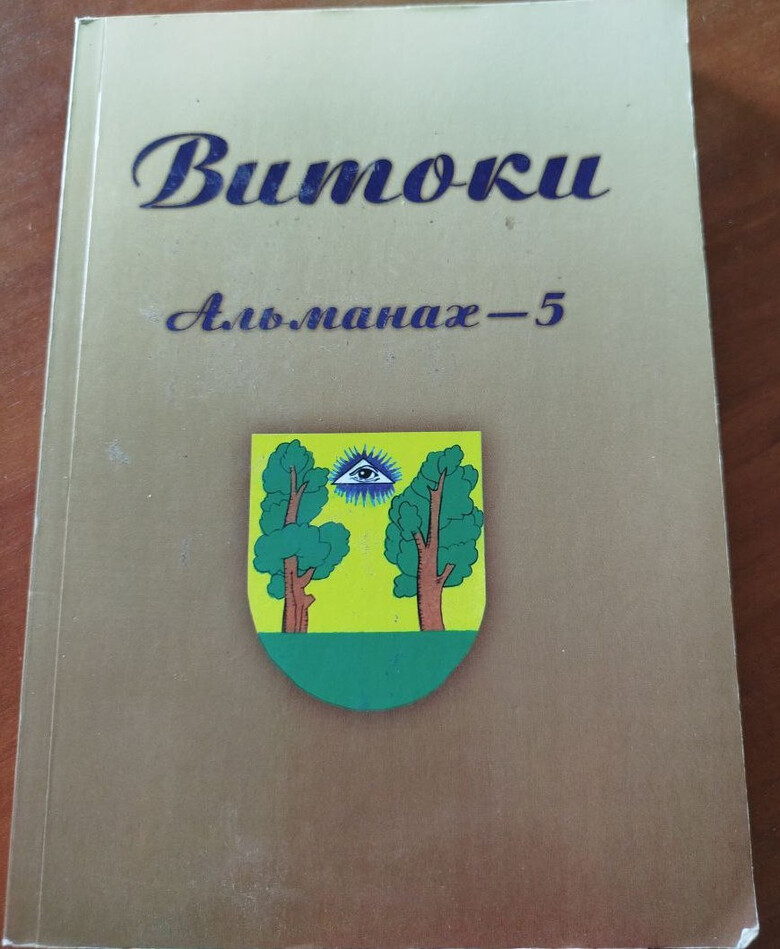 Витоки
Альманах – 5